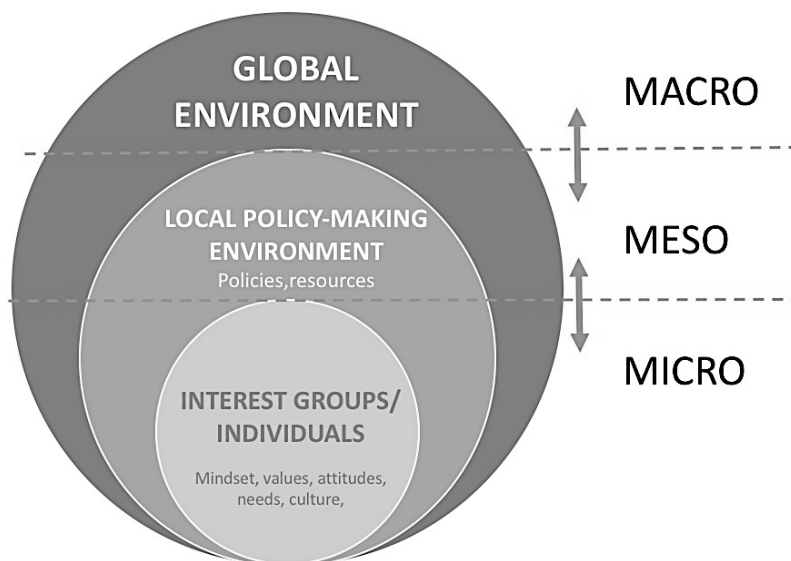 GLOBAL
ENVIRONMENT
MACRO
LOCAL POLICY-MAKING
ENVIRONMENT
Policies,resources
MESO
INTEREST GROUPS/
INDIVIDUALS
Mindset, values, attitudes,
needs, culture,
MICRO